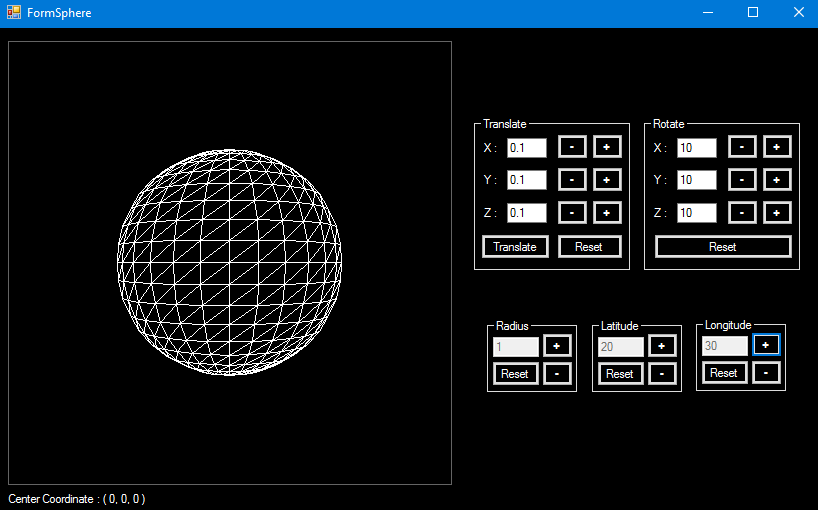 FormSphere
Translate
X : 0.1 - +
Y : 0.1 - +
Z : 0.1 - +
Translate Reset
Rotate
X : 10 - +
Y : 10 - +
Z : 10 - +
Reset
Radius
1 +
Reset -
Latitude
20 +
Reset -
Longitude
30 +
Reset -
Center Coordinate : ( 0, 0, 0 )